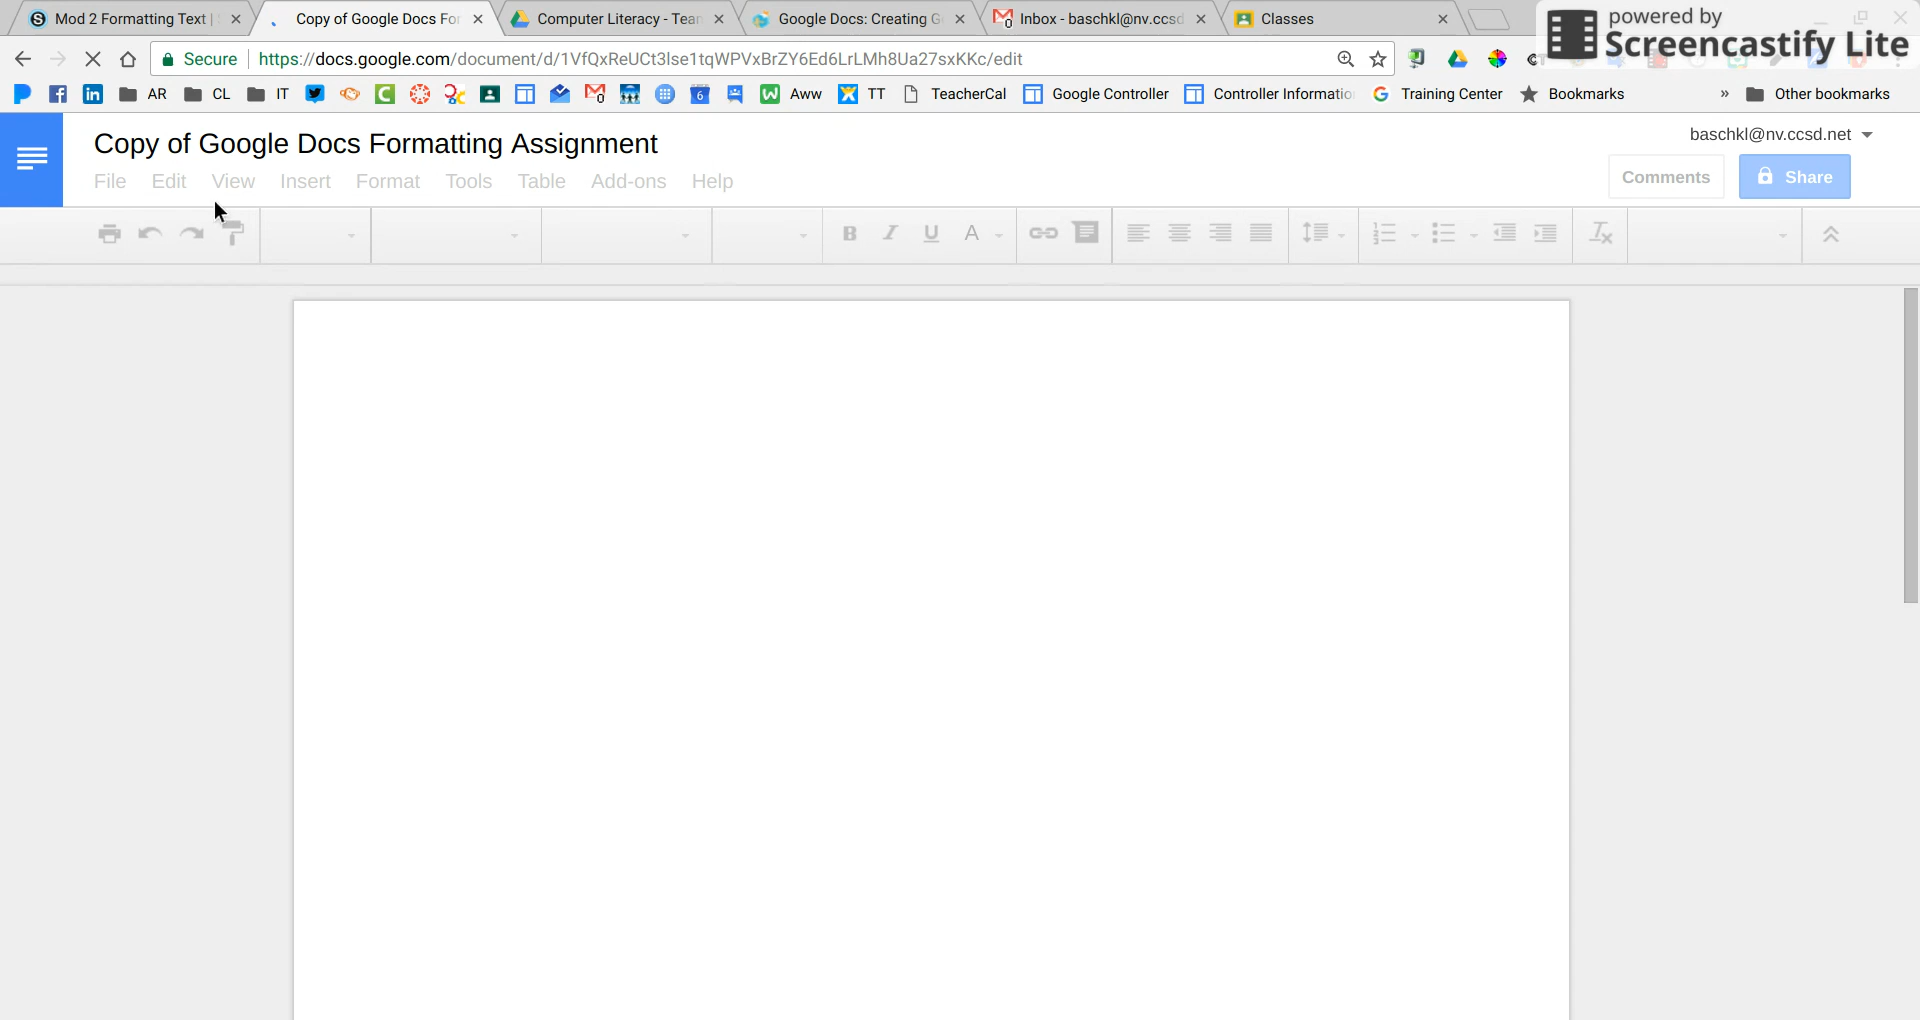 Mod 2 Formatting Text |
Copy of Google Docs Fo
Computer Literacy - Tea
Google Docs: Creating G
Inbox - baschkl@nv.ccsd
Classes
powered by
Screencastify Lite
Secure
https://docs.google.com/document/d/1VfQxReUCt3lse1tqWPVxBrZY6Ed6LrLMh8Ua27sxKKc/edit
AR
CL
IT
Aww
TT
TeacherCal
Google Controller
Controller Informatio
Training Center
Bookmarks
»
Other bookmarks
Copy of Google Docs Formatting Assignment
baschkl@nv.ccsd.net
File Edit View Insert Format Tools Table Add-ons Help
Comments
Share
B I U A